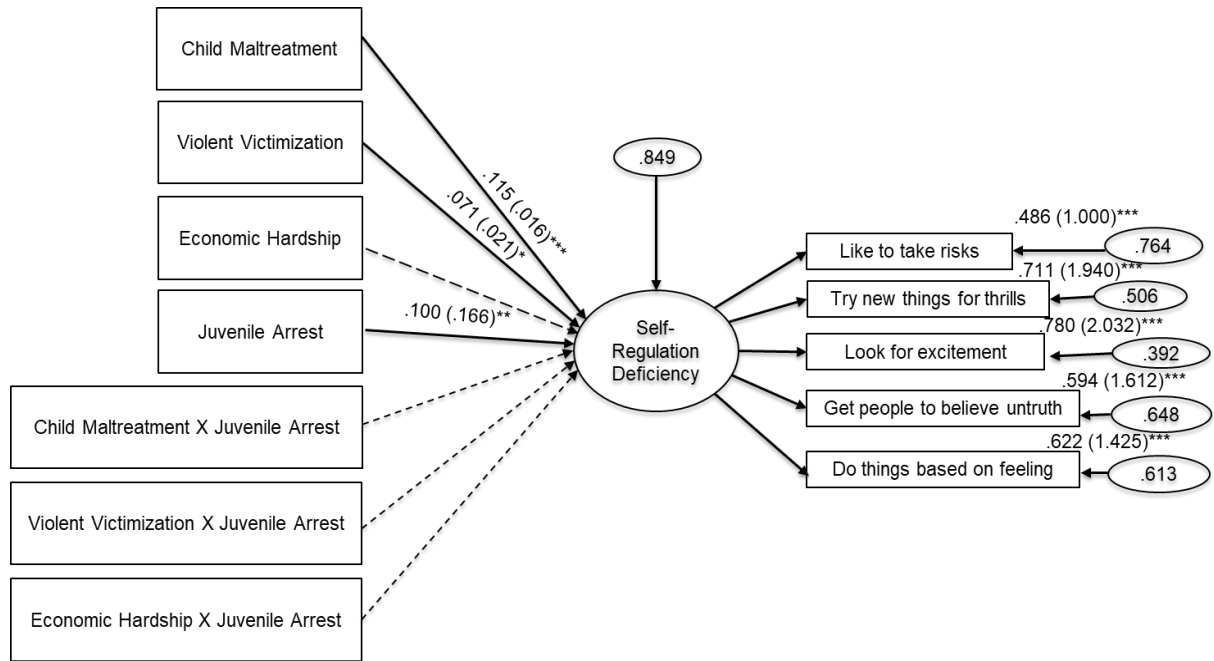 Child Maltreatment
Violent Victimization
Economic Hardship
Juvenile Arrest
Child Maltreatment X Juvenile Arrest
Violent Victimization X Juvenile Arrest
Economic Hardship X Juvenile Arrest
.115 (.016)***
.071 (.021)*
.100 (.166)**
.849
Self-
Regulation
Deficiency
.486 (1.000)***
Like to take risks
.764
.711 (1.940)***
Try new things for thrills
.506
.780 (2.032)***
Look for excitement
.392
.594 (1.612)***
Get people to believe untruth
.648
.622 (1.425)***
Do things based on feeling
.613